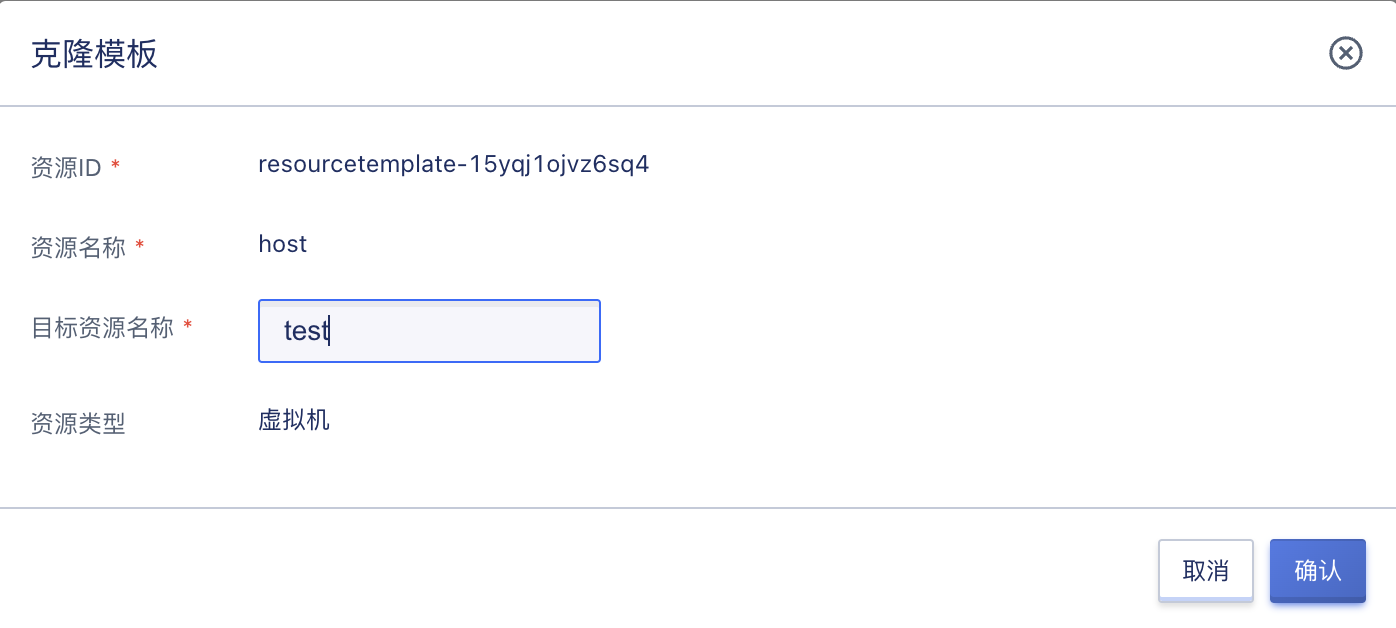 克隆模板
资源ID * resourcetemplate-15yqj1ojvz6sq4
资源名称 * host
目标资源名称 * test
资源类型 虚拟机
取消 确认